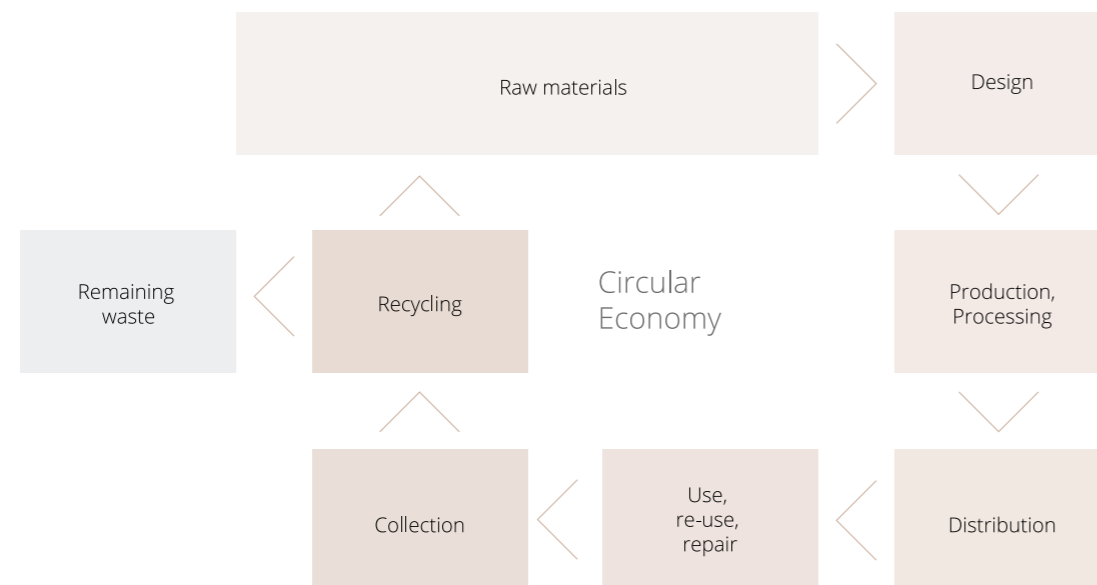 Raw materials
Design
Remaining
waste
Recycling
Circular
Economy
Production,
Processing
Collection
Use,
re-use,
repair
Distribution